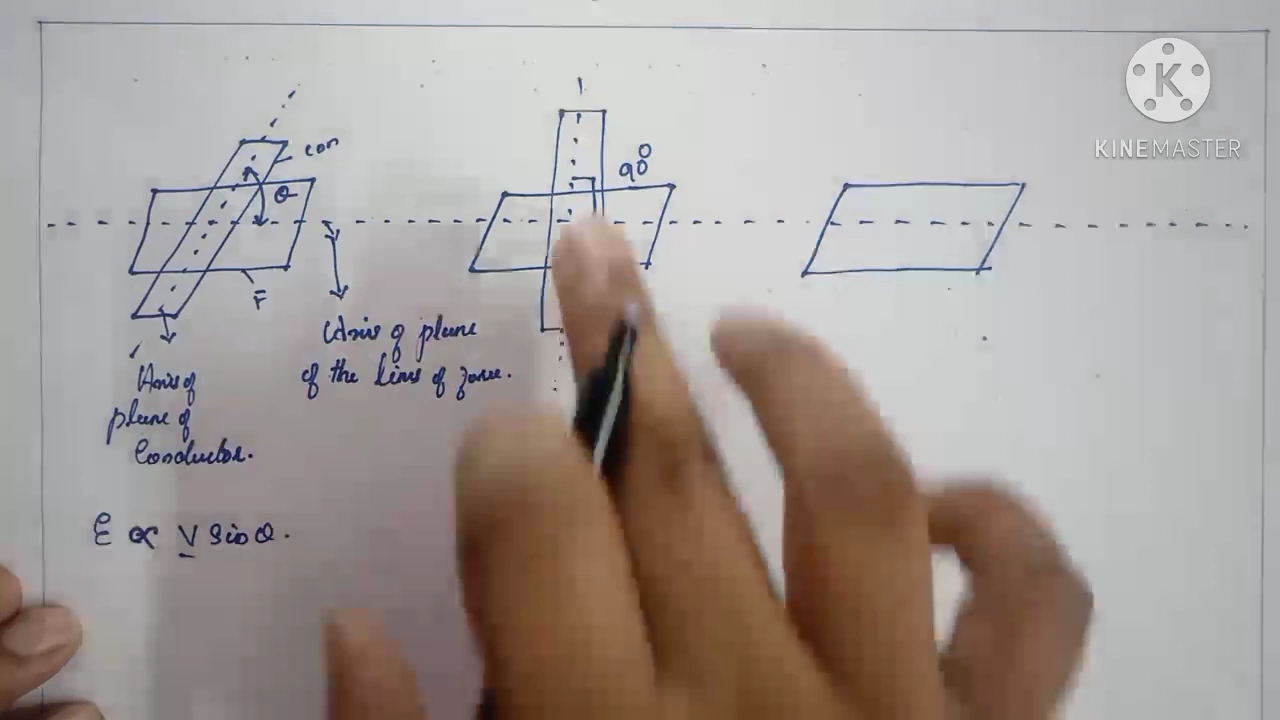 K
KINEMASTER
con
θ
90°
F
Axis of plane
of the lines of force.
Axis of
plane of
Conductor.
E ∝ V sin θ.